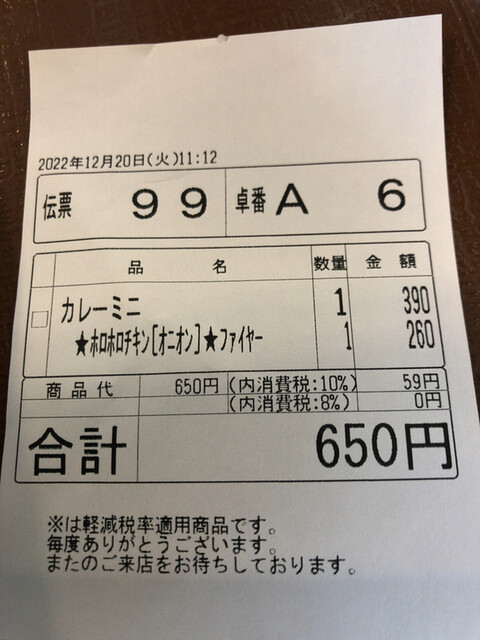 2022年12月20日(火)11:12
伝票 99 卓番 A 6
品 名 数量 金 額
カレーミニ 1 390
★ホロホロチキン[オニオン]★ファイヤー 1 260
商品代 650円 (内消費税:10%) 59円
(内消費税:8%) 0円
合計 650円
※は軽減税率適用商品です。
毎度ありがとうございます。
またのご来店をお待ちしております。